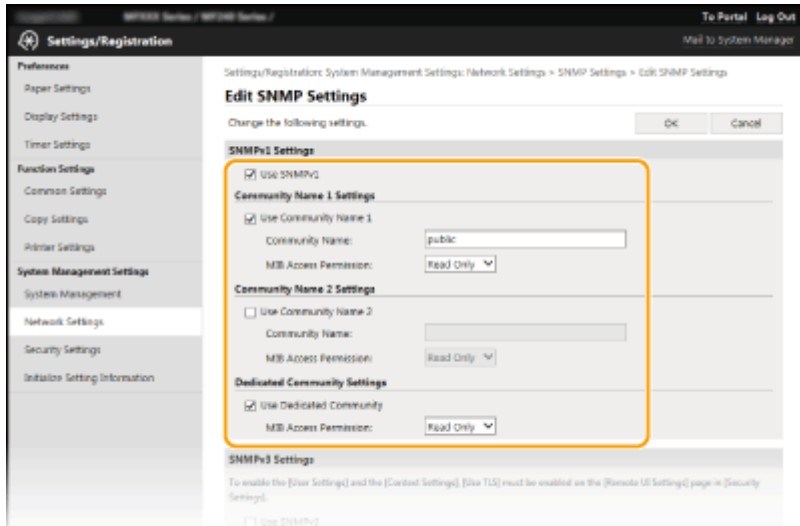 To Portal Log Out
Settings/Registration
Mail to System Manager
Preferences
Paper Settings
Display Settings
Timer Settings
Function Settings
Common Settings
Copy Settings
Printer Settings
System Management Settings
System Management
Network Settings
Security Settings
Initialize Setting Information
Settings/Registration: System Management Settings: Network Settings > SNMP Settings > Edit SNMP Settings
Edit SNMP Settings
Change the following settings.
OK Cancel
SNMPv1 Settings
Use SNMPv1
Community Name 1 Settings
Use Community Name 1
Community Name: public
MIB Access Permission: Read Only
Community Name 2 Settings
Use Community Name 2
Community Name:
MIB Access Permission: Read Only
Dedicated Community Settings
Use Dedicated Community
MIB Access Permission: Read Only
SNMPv3 Settings
To enable the [User Settings] and the [Context Settings], [Use TLS] must be enabled on the [Remote UI Settings] page in [Security
Settings].
Use SNMPv3